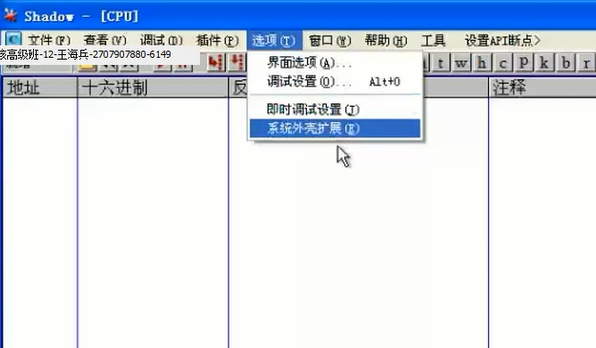 Shadow - [CPU]
C 文件(F) 查看(V) 调试(D) 插件(P) 选项(T) 窗口(W) 帮助(H) 工具 设置API断点>
高级班-12-王海兵-2707907880-6149
t w h c p k b r
地址 十六进制 反 注释
界面选项(A)...
调试设置(O)... Alt+O
即时调试设置(J)
系统外壳扩展(E)